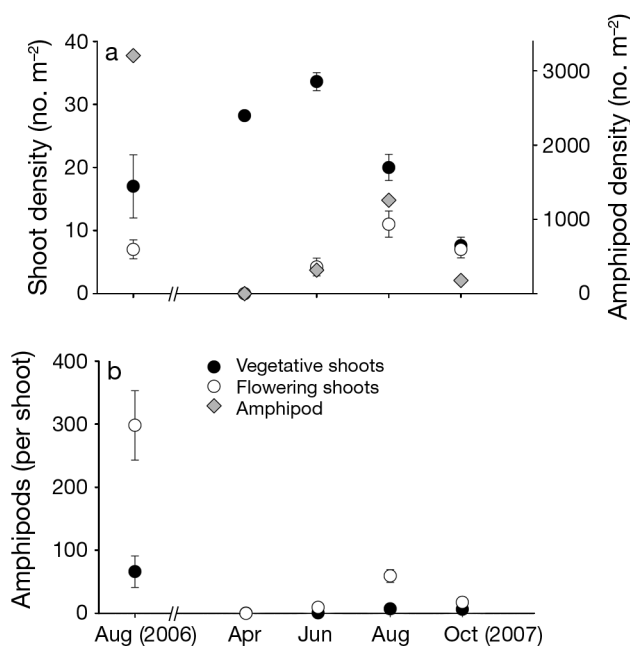 a
40
30
20
10
0
Shoot density (no. m⁻²)
3000
2000
1000
0
Amphipod density (no. m⁻²)
b
400
300
200
100
0
Amphipods (per shoot)
Vegetative shoots
Flowering shoots
Amphipod
Aug (2006) Apr Jun Aug Oct (2007)